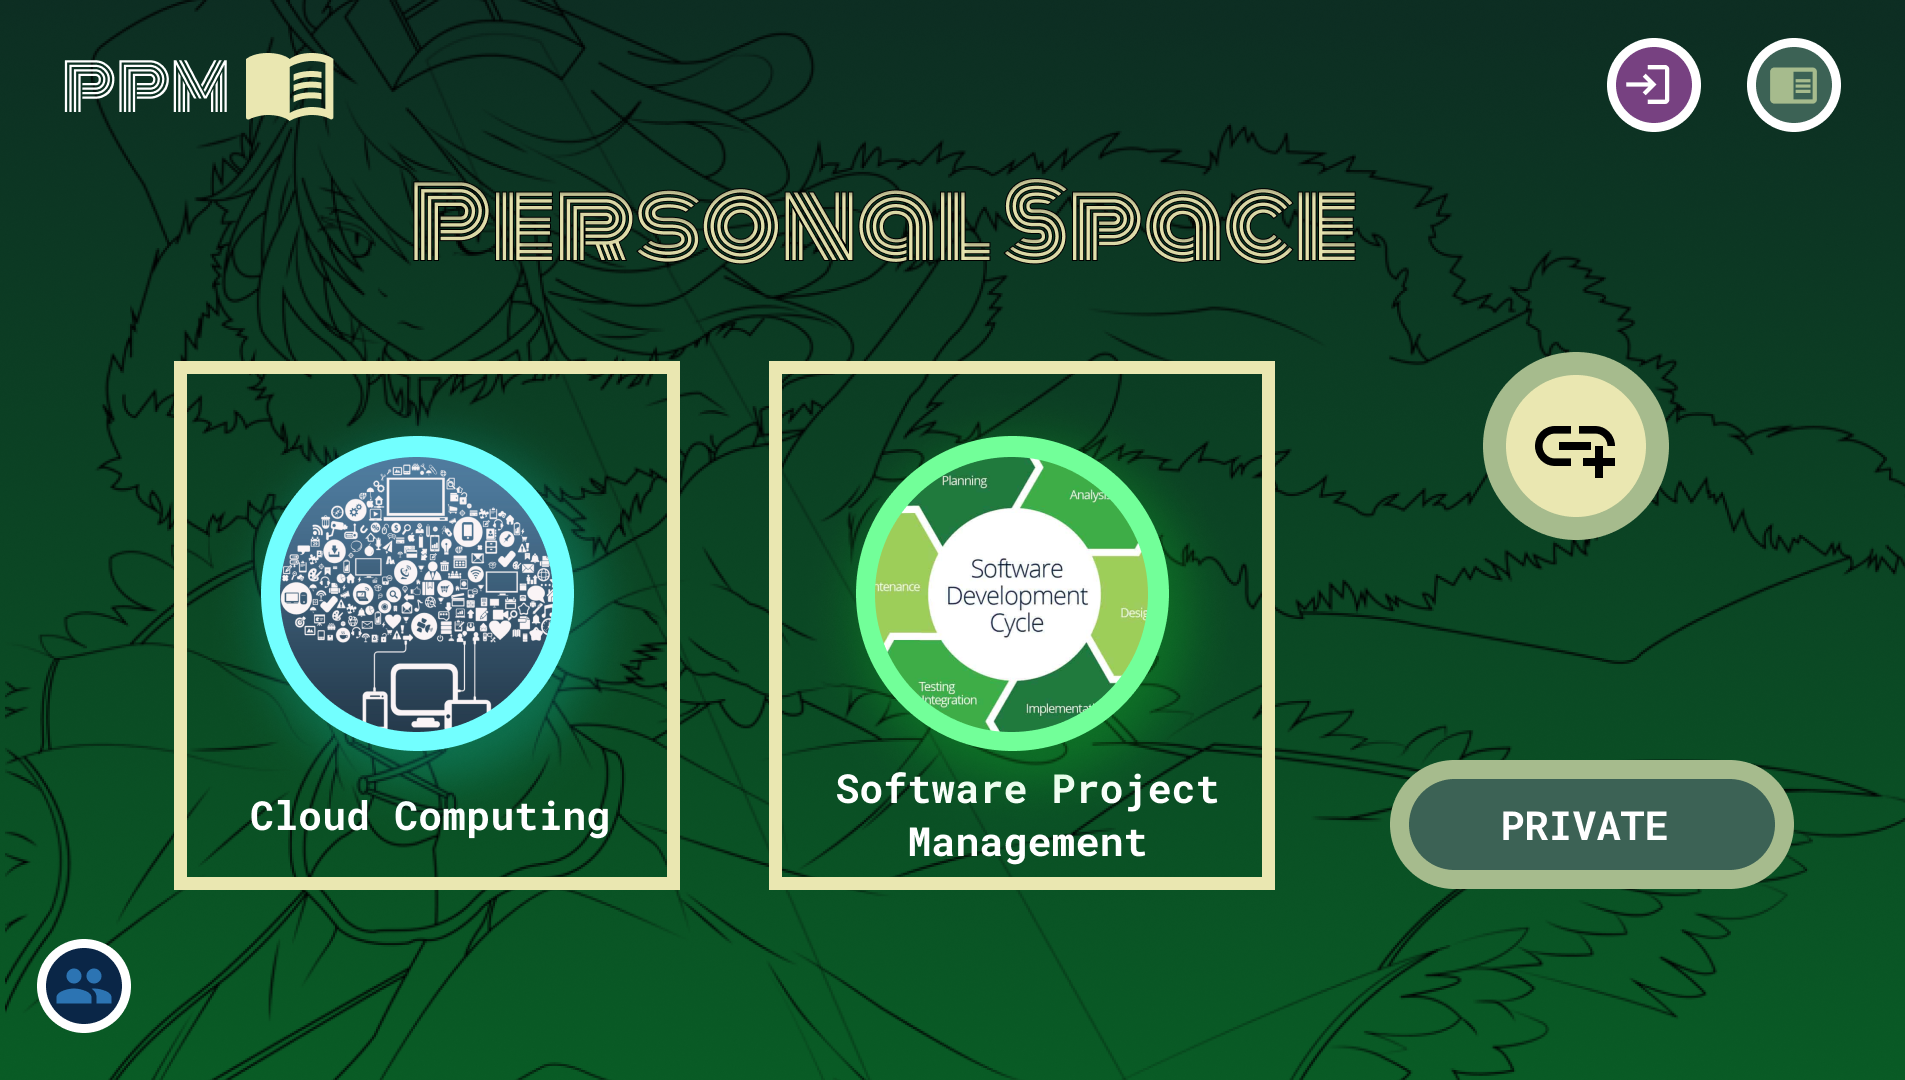 PPM
Personal Space
Planning
Analysis
ntenance
Software
Development
Cycle
Desig
Testing
Integration
Implementat
Cloud Computing
Software Project
Management
PRIVATE